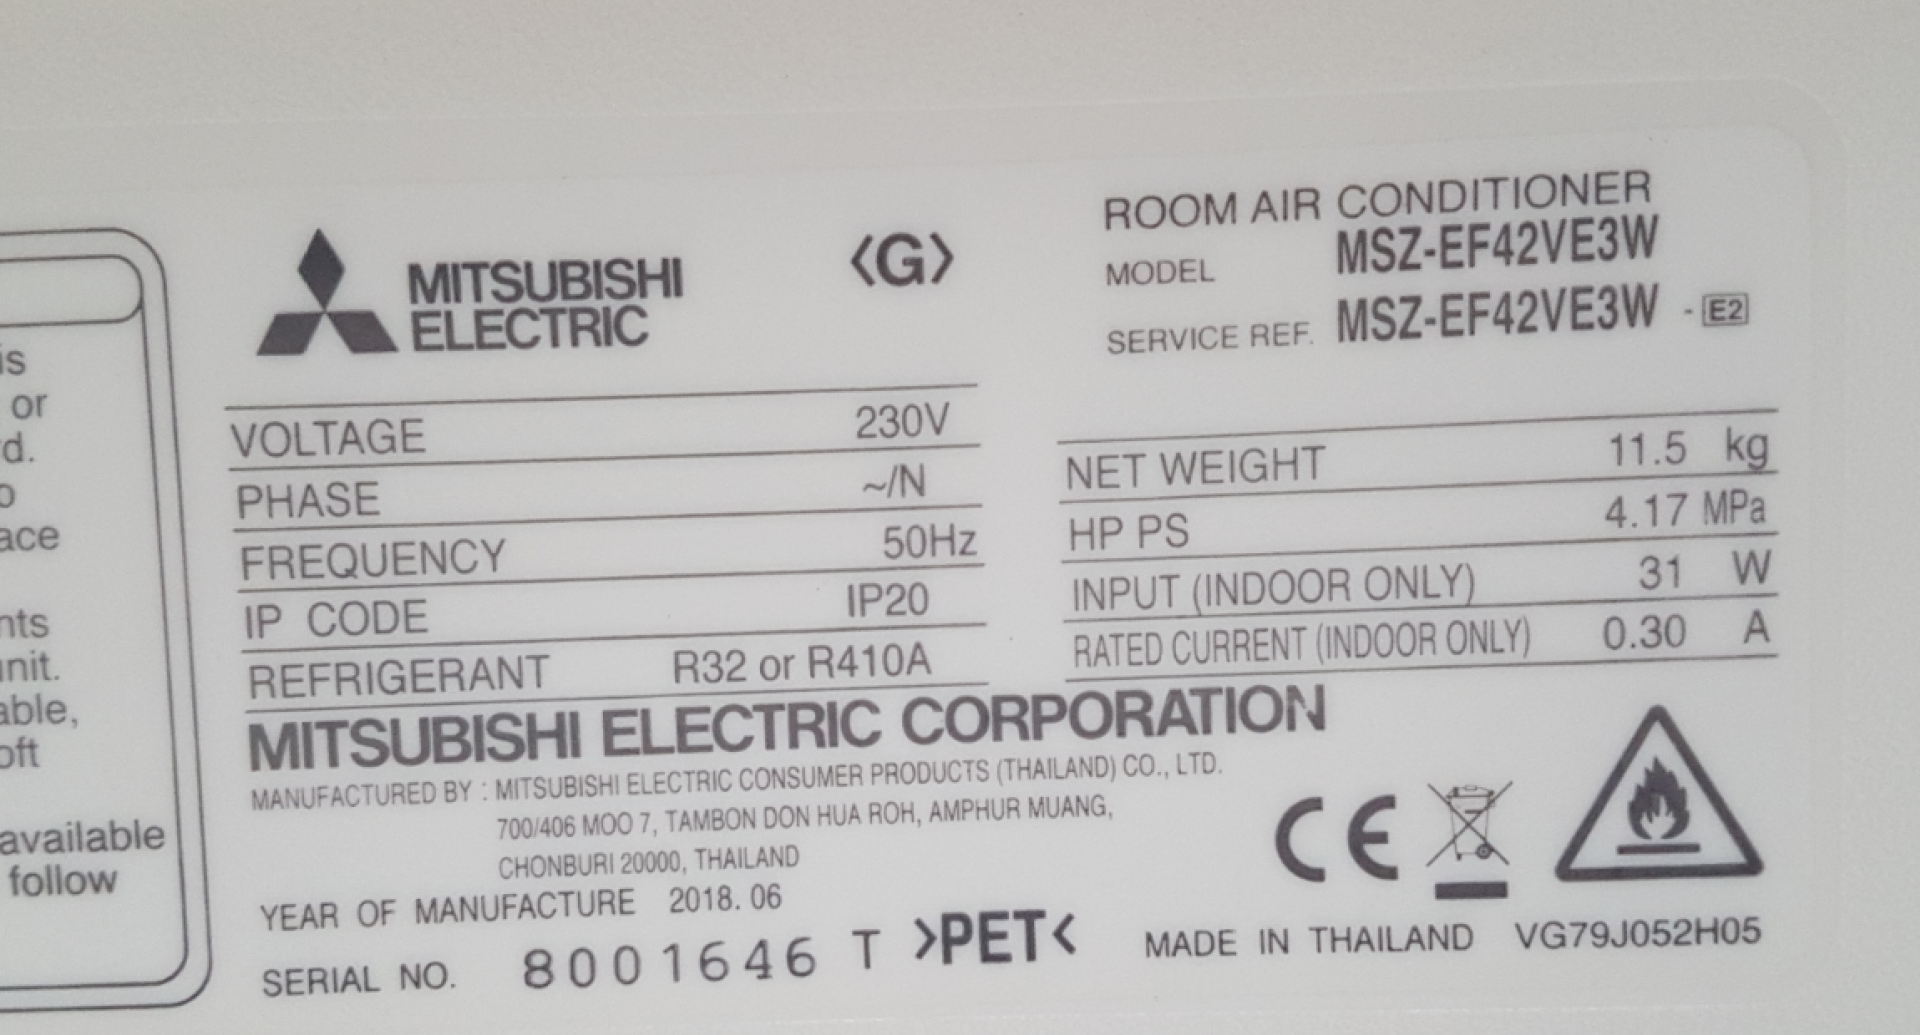 is
or
d.
o
ace
nts
unit.
able,
oft
available
follow
MITSUBISHI
ELECTRIC
<G>
ROOM AIR CONDITIONER
MODEL MSZ-EF42VE3W
SERVICE REF. MSZ-EF42VE3W - E2
VOLTAGE 230V
PHASE ~/N
FREQUENCY 50Hz
IP CODE IP20
REFRIGERANT R32 or R410A
NET WEIGHT 11.5 kg
HP PS 4.17 MPa
INPUT (INDOOR ONLY) 31 W
RATED CURRENT (INDOOR ONLY) 0.30 A
MITSUBISHI ELECTRIC CORPORATION
MANUFACTURED BY : MITSUBISHI ELECTRIC CONSUMER PRODUCTS (THAILAND) CO., LTD.
700/406 MOO 7, TAMBON DON HUA ROH, AMPHUR MUANG,
CHONBURI 20000, THAILAND
YEAR OF MANUFACTURE 2018. 06
CE
SERIAL NO. 8001646 T >PET< MADE IN THAILAND VG79J052H05